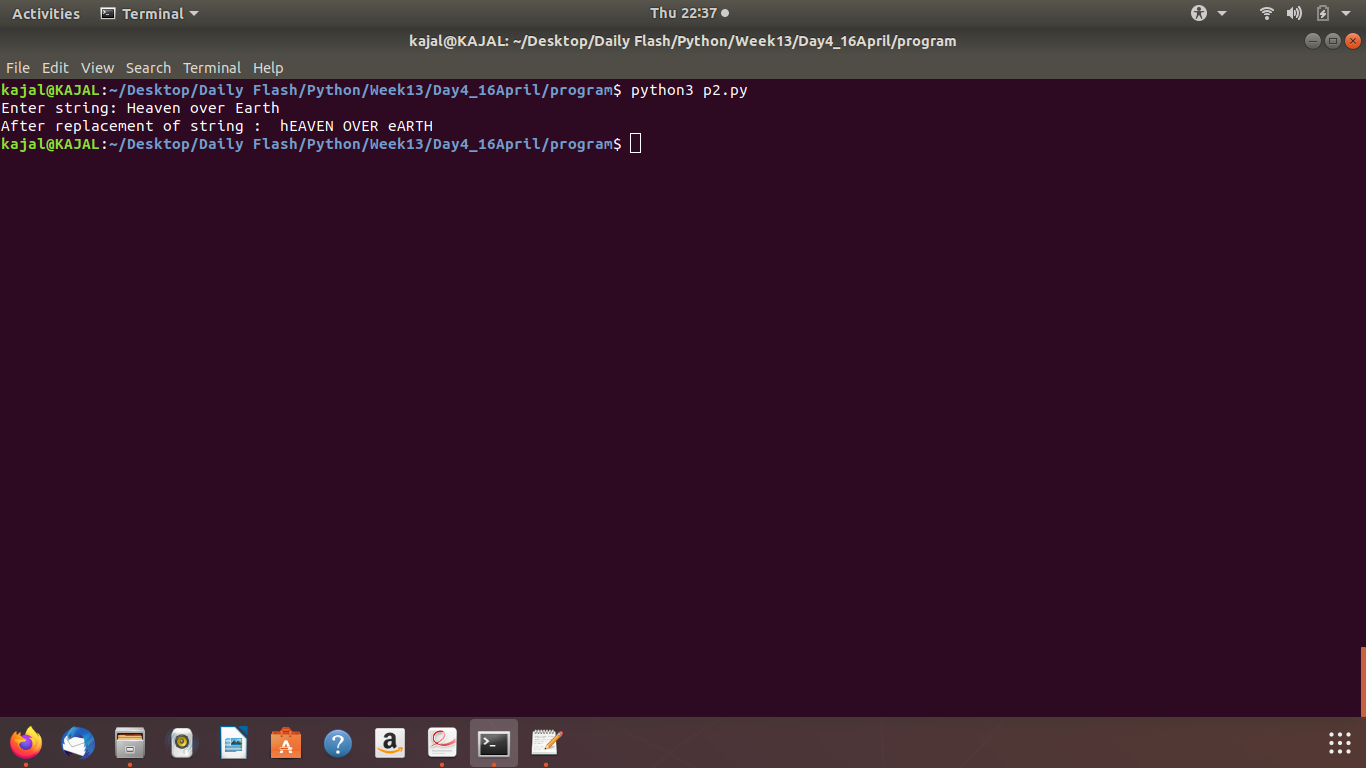 Activities Terminal Thu 22:37
kajal@KAJAL: ~/Desktop/Daily Flash/Python/Week13/Day4_16April/program
File Edit View Search Terminal Help
kajal@KAJAL:~/Desktop/Daily Flash/Python/Week13/Day4_16April/program$ python3 p2.py
Enter string: Heaven over Earth
After replacement of string :  hEAVEN OVER eARTH
kajal@KAJAL:~/Desktop/Daily Flash/Python/Week13/Day4_16April/program$